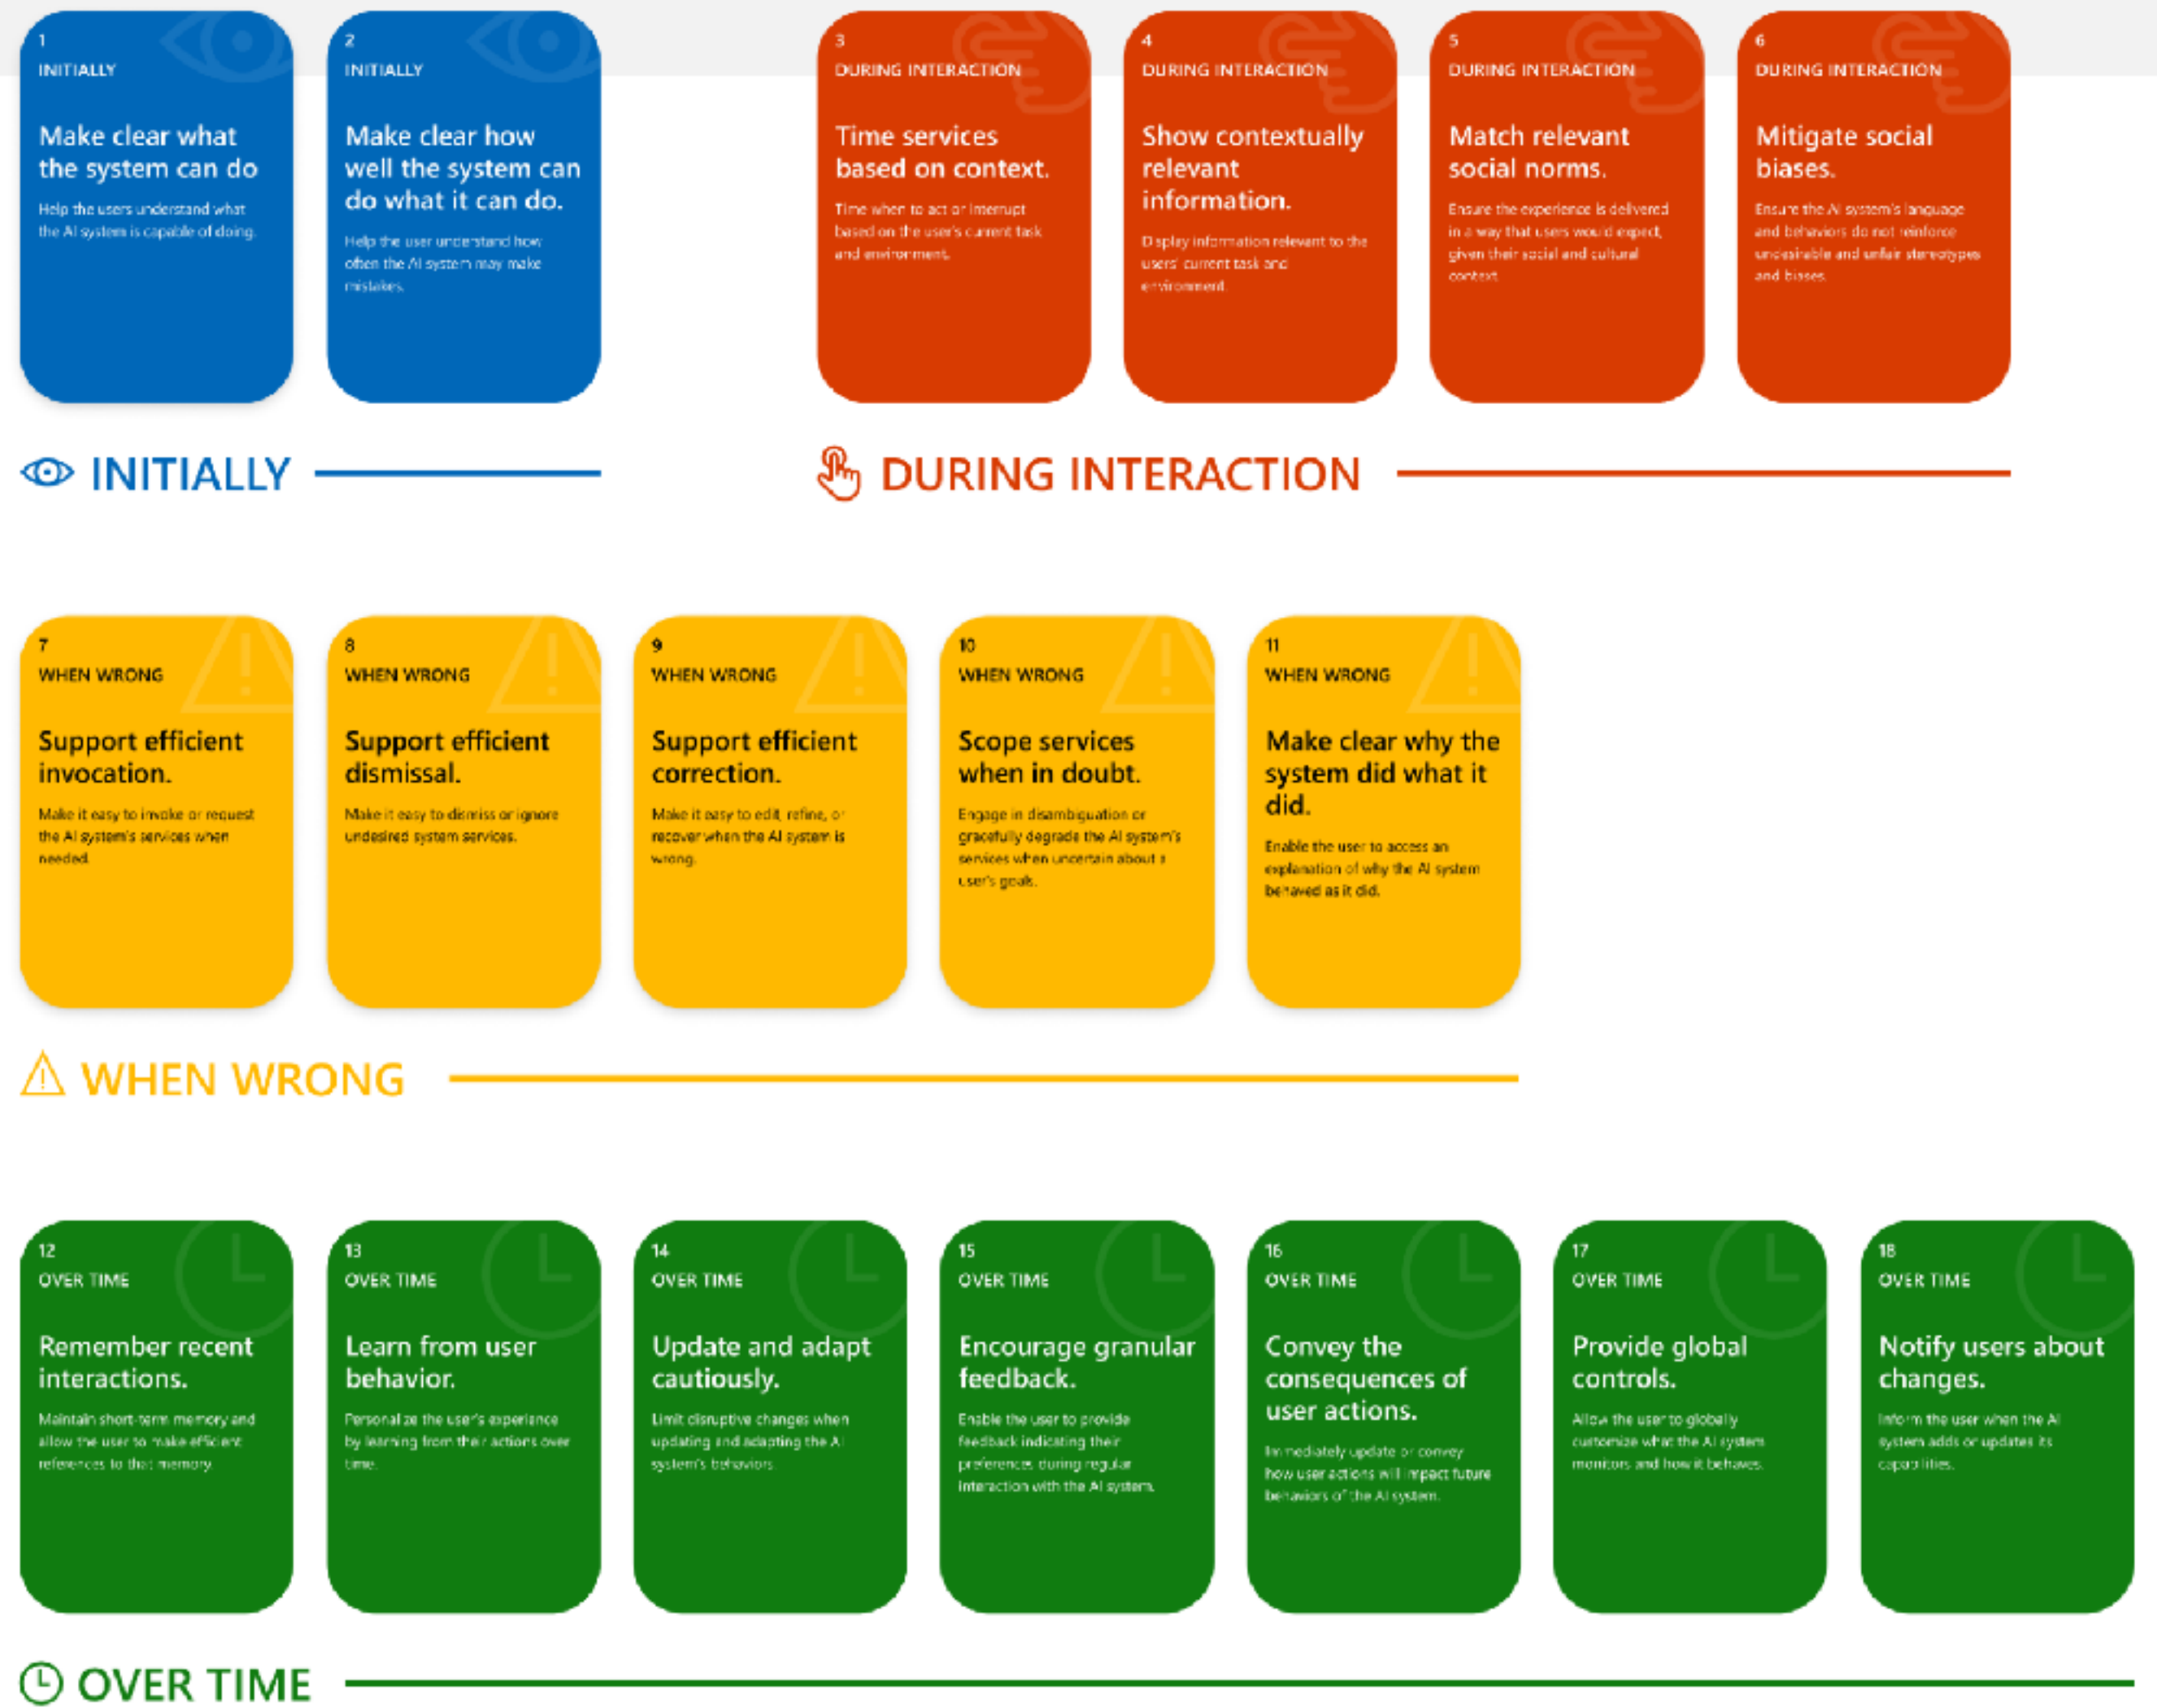 1
INITIALLY
Make clear what
the system can do
Help the users understand what
the AI system is capable of doing.
2
INITIALLY
Make clear how
well the system can
do what it can do.
Help the user understand how
often the AI system may make
mistakes.
3
DURING INTERACTION
Time services
based on context.
Time when to act or interrupt
based on the user's current task
and environment.
4
DURING INTERACTION
Show contextually
relevant
information.
Display information relevant to the
users' current task and
environment.
5
DURING INTERACTION
Match relevant
social norms.
Ensure the experience is delivered
in a way that users would expect,
given their social and cultural
context.
6
DURING INTERACTION
Mitigate social
biases.
Ensure the AI system's language
and behaviors do not reinforce
undesirable and unfair stereotypes
and biases.
INITIALLY
DURING INTERACTION
7
WHEN WRONG
Support efficient
invocation.
Make it easy to invoke or request
the AI system's services when
needed.
8
WHEN WRONG
Support efficient
dismissal.
Make it easy to dismiss or ignore
undesired system services.
9
WHEN WRONG
Support efficient
correction.
Make it easy to edit, refine, or
recover when the AI system is
wrong.
10
WHEN WRONG
Scope services
when in doubt.
Engage in disambiguation or
gracefully degrade the AI system's
services when uncertain about a
user's goals.
11
WHEN WRONG
Make clear why the
system did what it
did.
Enable the user to access an
explanation of why the AI system
behaved as it did.
WHEN WRONG
12
OVER TIME
Remember recent
interactions.
Maintain short-term memory and
allow the user to make efficient
references to that memory.
13
OVER TIME
Learn from user
behavior.
Personalize the user's experience
by learning from their actions over
time.
14
OVER TIME
Update and adapt
cautiously.
Limit disruptive changes when
updating and adapting the AI
system's behaviors.
15
OVER TIME
Encourage granular
feedback.
Enable the user to provide
feedback indicating their
preferences during regular
interaction with the AI system.
16
OVER TIME
Convey the
consequences of
user actions.
Immediately update or convey
how user actions will impact future
behaviors of the AI system.
17
OVER TIME
Provide global
controls.
Allow the user to globally
customize what the AI system
monitors and how it behaves.
18
OVER TIME
Notify users about
changes.
Inform the user when the AI
system adds or updates its
capabilities.
OVER TIME